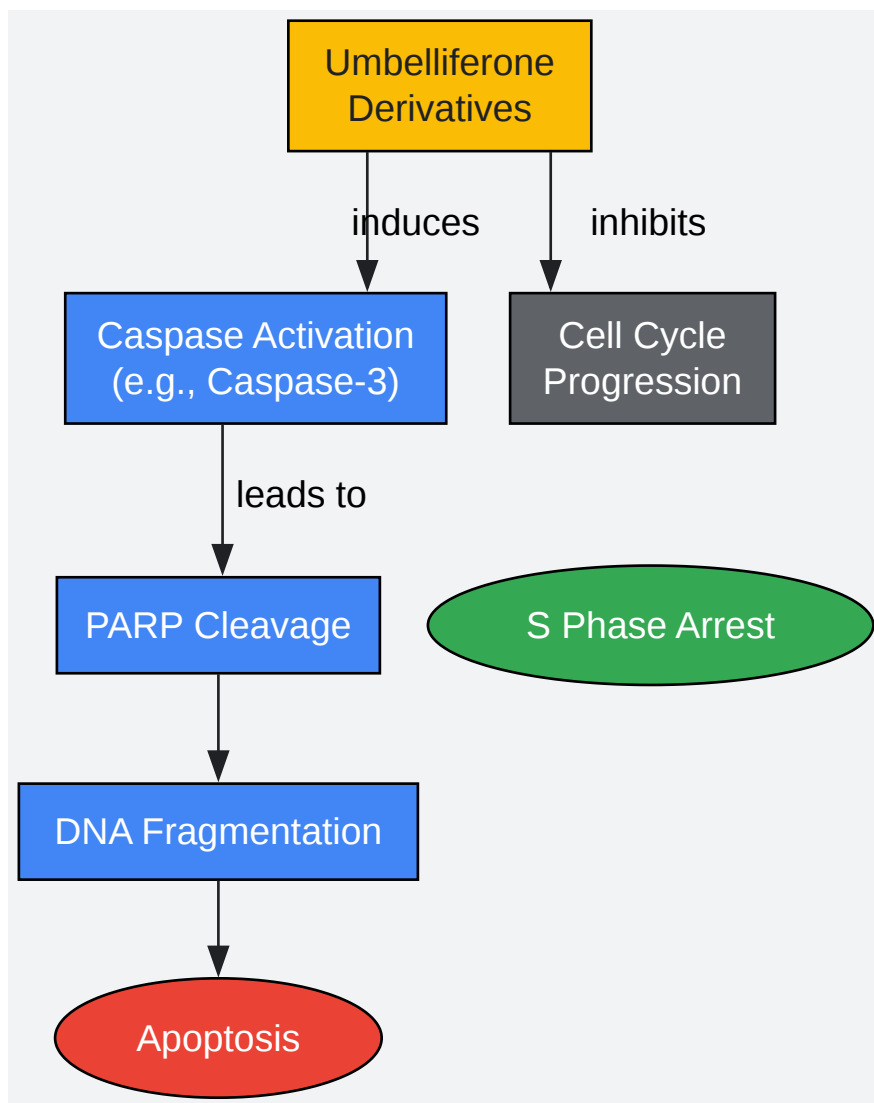 Umbelliferone
Derivatives
induces
inhibits
Caspase Activation
(e.g., Caspase-3)
Cell Cycle
Progression
leads to
PARP Cleavage
S Phase Arrest
DNA Fragmentation
Apoptosis